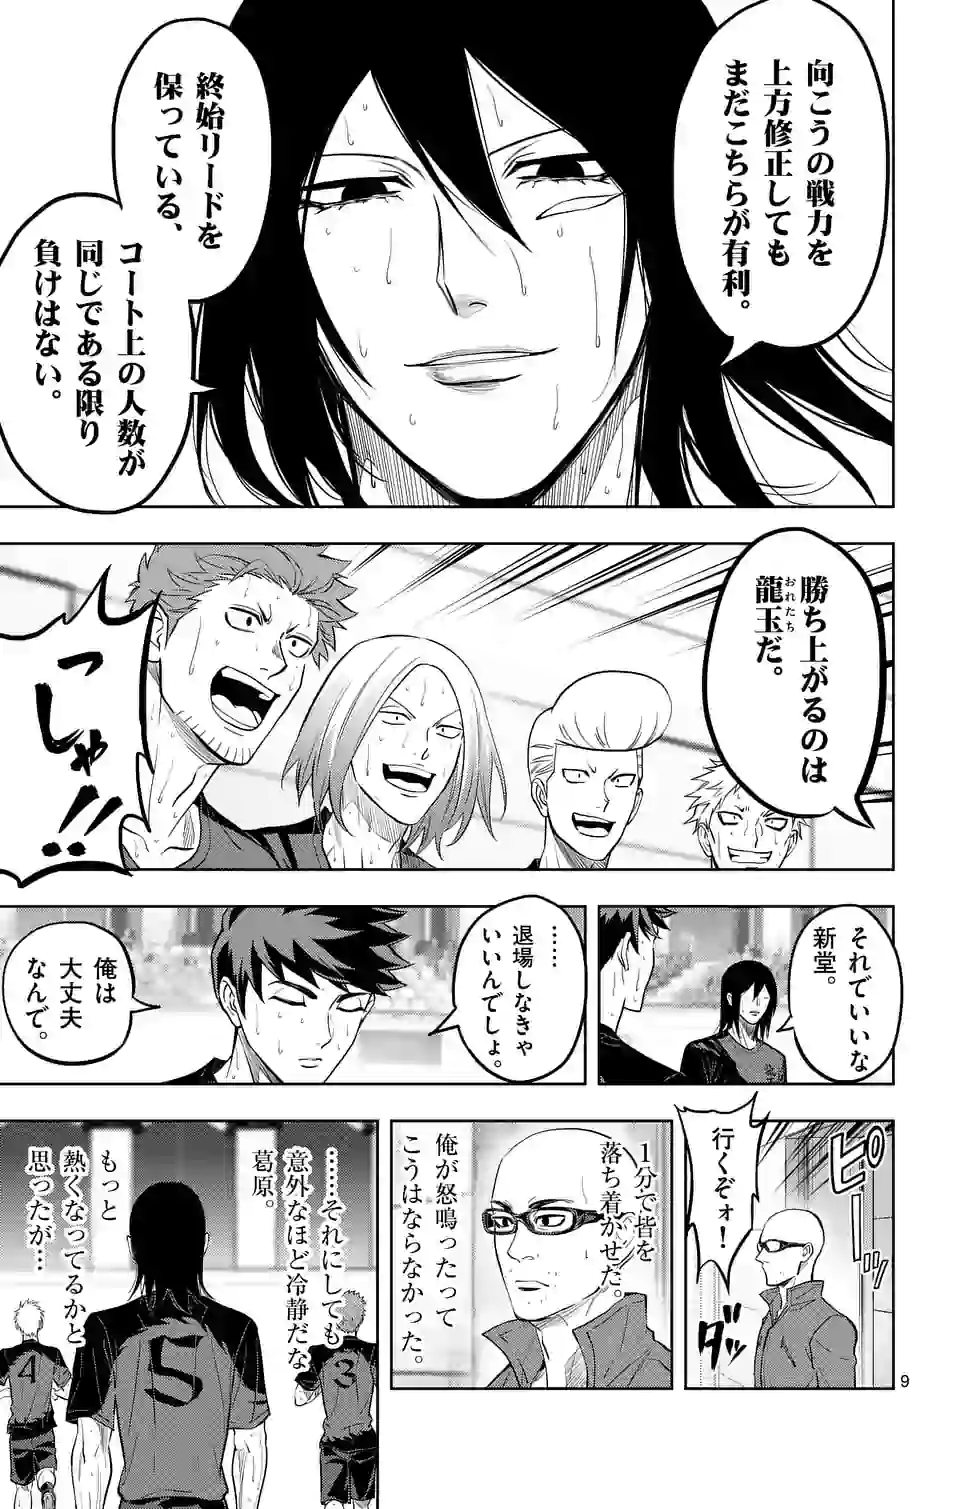 向こうの戦力を
上方修正しても
まだこちらが有利。
終始リードを
保っている、
コート上の人数が
同じである限り
負けはない。
勝ち上がるのは
龍玉だ。
おれたち
っしゃ!!
それでいいな
新堂。
……
退場しなきゃ
いいんでしょ。
俺は
大丈夫
なんで。
ピーッ
行くぞォ！
ダッ
1分で皆を
落ち着かせた。
俺が怒鳴ったって
こうはならなかった。
……それにしても
意外なほど冷静だな
葛原。
もっと
熱くなってるかと
思ったが…
3
5
4
9